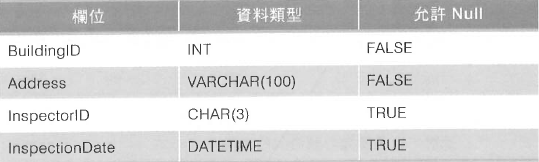 欄位 資料類型 允許 Null
BuildingID INT FALSE
Address VARCHAR(100) FALSE
InspectorID CHAR(3) TRUE
InspectionDate DATETIME TRUE